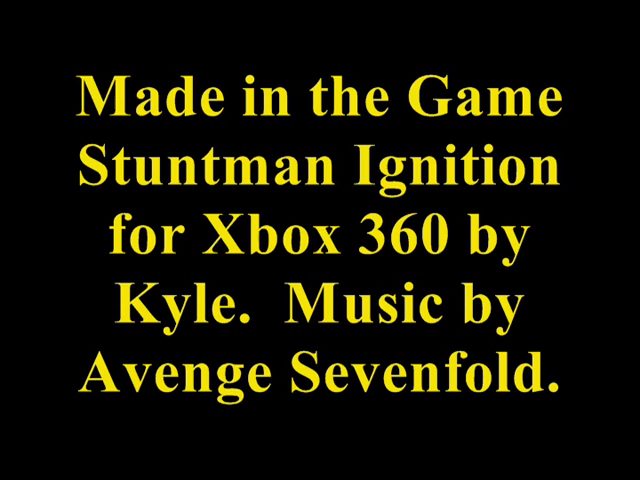 Made in the Game
Stuntman Ignition
for Xbox 360 by
Kyle.  Music by
Avenge Sevenfold.